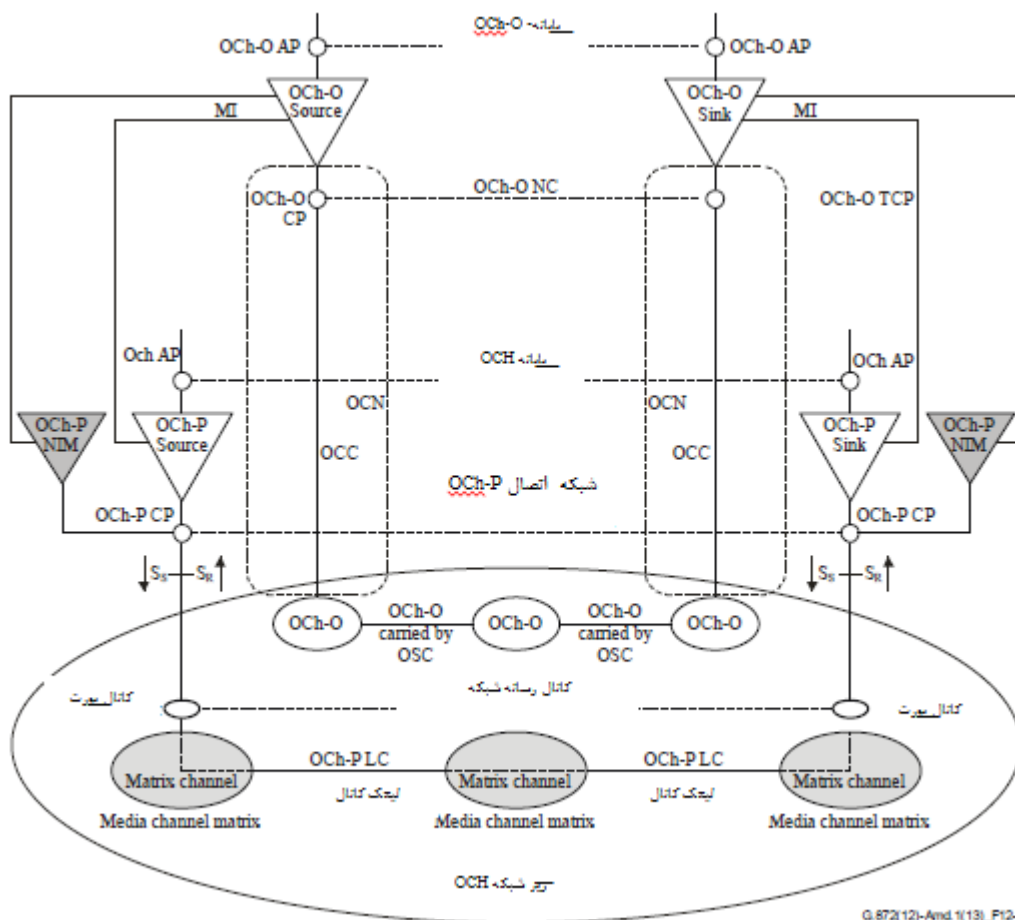 سامانه OCh-O
OCh-O AP
OCh-O AP
OCh-O
Source
OCh-O
Sink
MI
MI
OCh-O NC
OCh-O
CP
OCh-O TCP
Och AP
سامانه OCH
OCh AP
OCN
OCN
OCh-P
NIM
OCh-P
Source
OCh-P
Sink
OCh-P
NIM
OCC
OCC
شبکه اتصال OCh-P
OCh-P CP
OCh-P CP
SS
SR
SS
SR
OCh-O
OCh-O
carried by
OSC
OCh-O
OCh-O
carried by
OSC
OCh-O
کانال رسانه شبکه
کانال پورت
کانال پورت
Matrix channel
OCh-P LC
Matrix channel
OCh-P LC
Matrix channel
لینک کانال
لینک کانال
Media channel matrix
Media channel matrix
Media channel matrix
زیر شبکه OCH
G.872(12)-Amd.1(13)_F12-